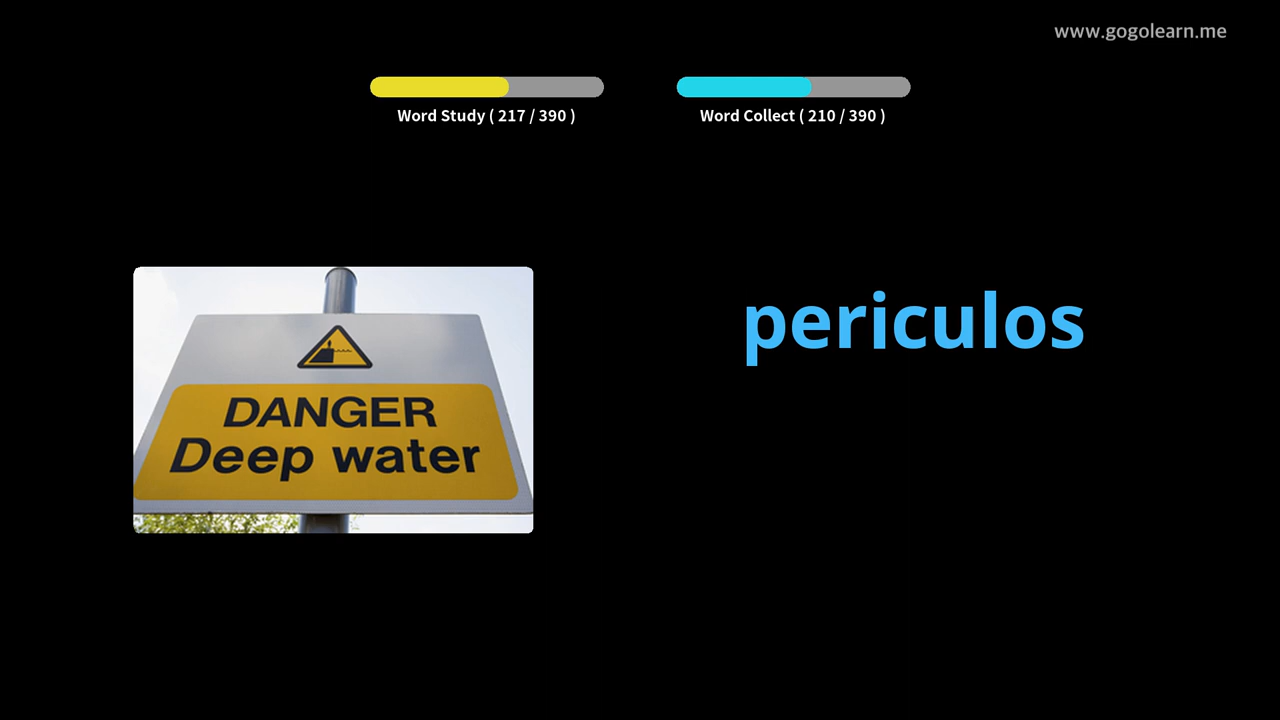 www.gogolearn.me
Word Study ( 217 / 390 )
Word Collect ( 210 / 390 )
DANGER
Deep water
periculos